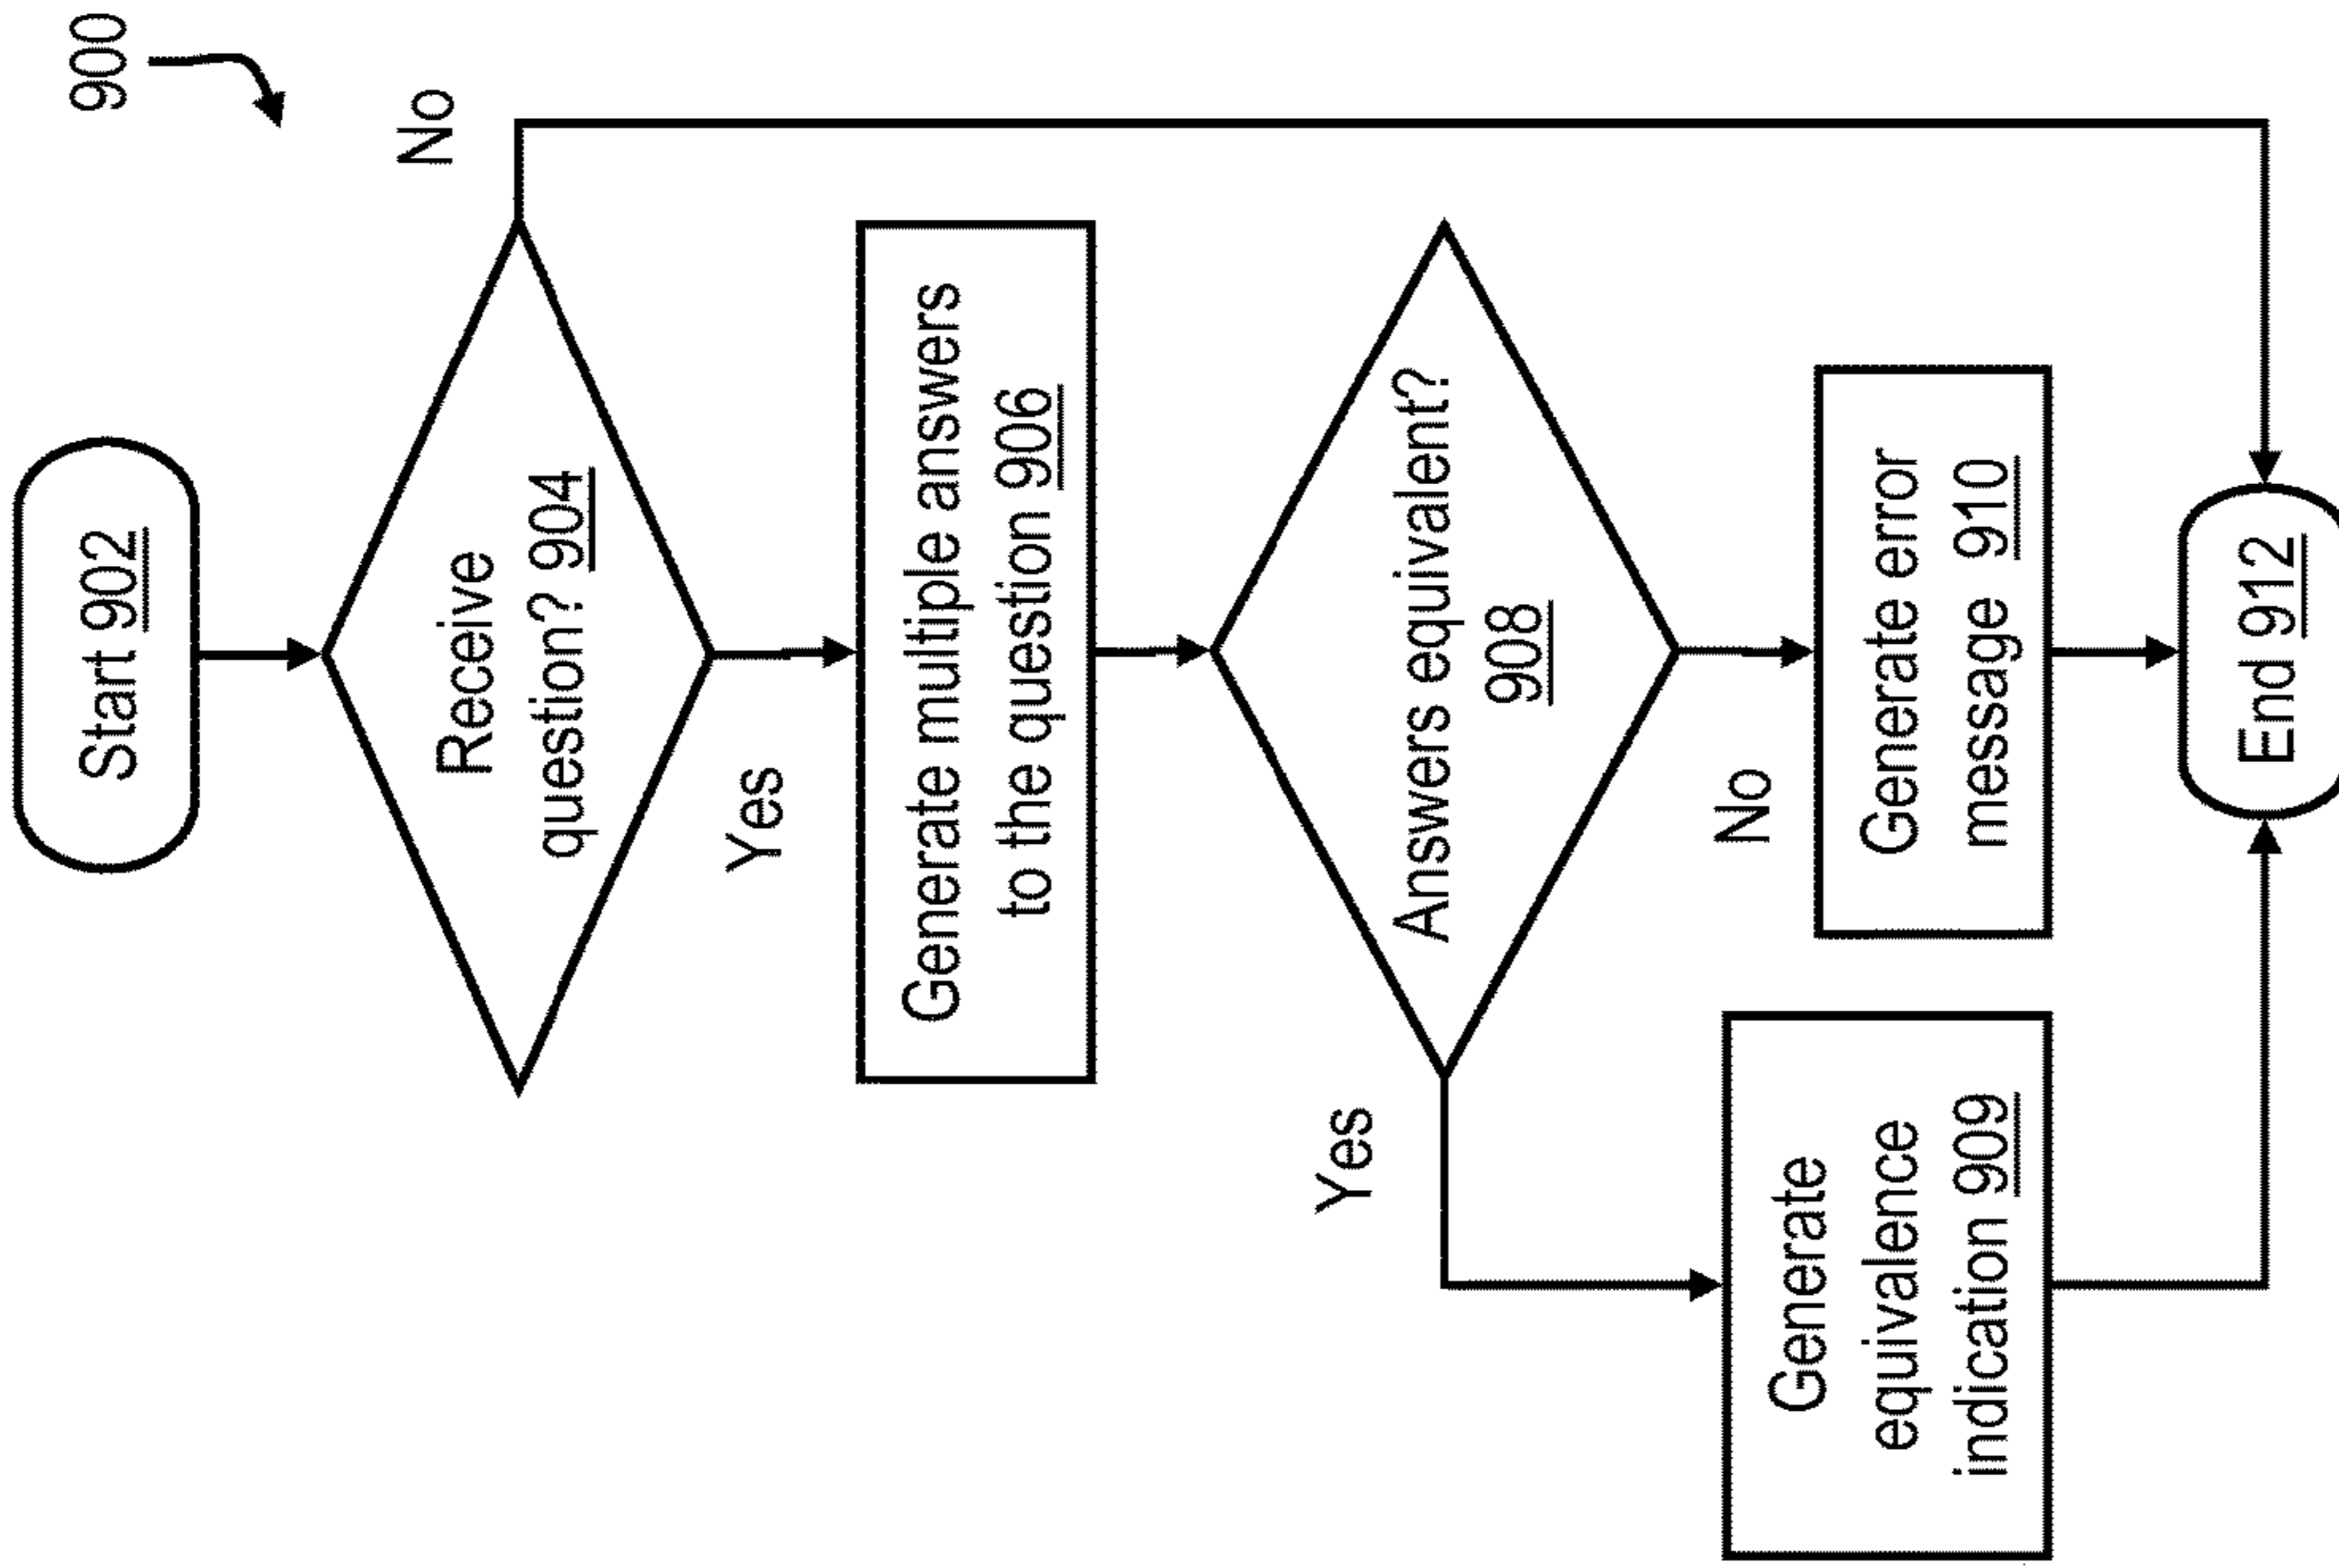 900
Start 902
No
Receive
question? 904
Yes
Generate multiple answers
to the question 906
Answers equivalent?
908
Yes
No
Generate
equivalence
indication 909
Generate error
message 910
End 912